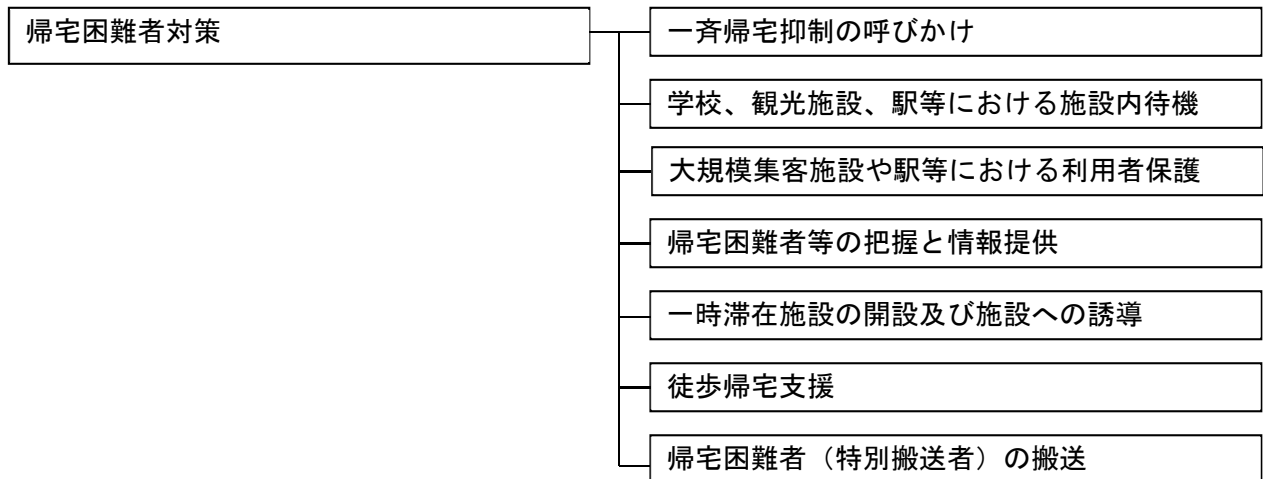 帰宅困難者対策
一斉帰宅抑制の呼びかけ
学校、観光施設、駅等における施設内待機
大規模集客施設や駅等における利用者保護
帰宅困難者等の把握と情報提供
一時滞在施設の開設及び施設への誘導
徒歩帰宅支援
帰宅困難者（特別搬送者）の搬送